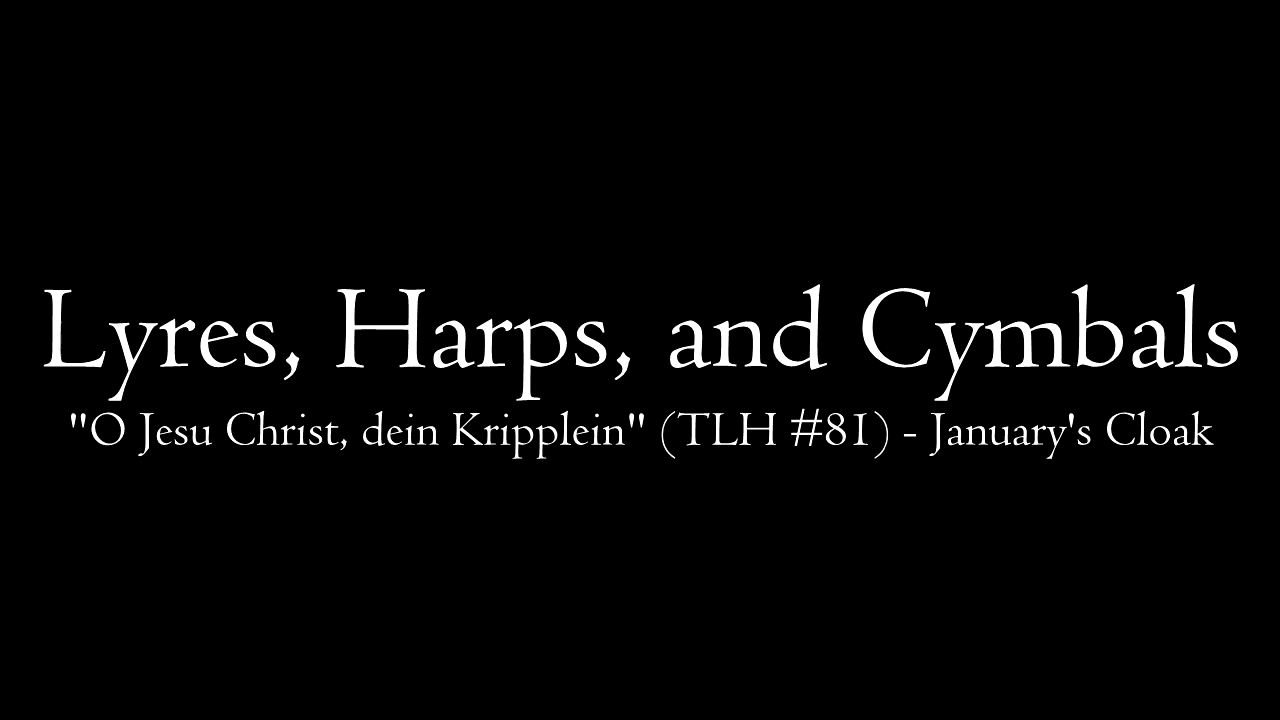 Lyres, Harps, and Cymbals
"O Jesu Christ, dein Kripplein" (TLH #81) - January's Cloak